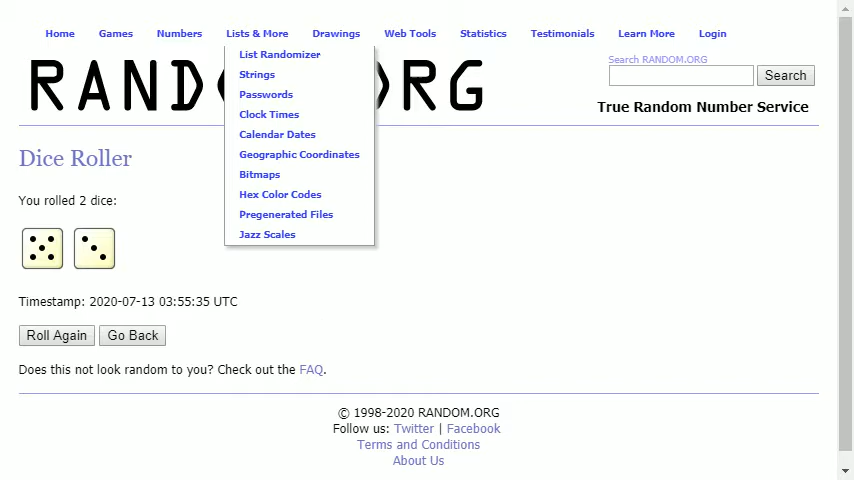 Home Games Numbers Lists & More Drawings Web Tools Statistics Testimonials Learn More Login
List Randomizer
Strings
Passwords
Clock Times
Calendar Dates
Geographic Coordinates
Bitmaps
Hex Color Codes
Pregenerated Files
Jazz Scales
RAND RG
Search RANDOM.ORG
Search
True Random Number Service
Dice Roller
You rolled 2 dice:
Timestamp: 2020-07-13 03:55:35 UTC
Roll Again Go Back
Does this not look random to you? Check out the FAQ.
© 1998-2020 RANDOM.ORG
Follow us: Twitter | Facebook
Terms and Conditions
About Us